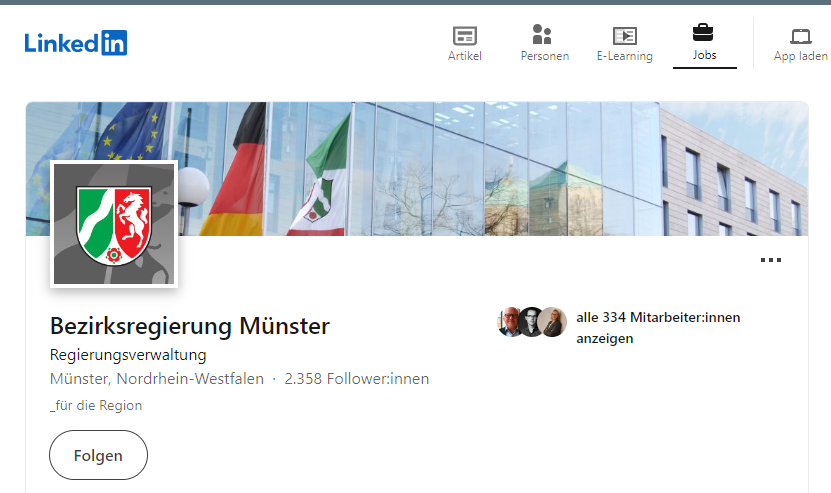 Linked in
Artikel
Personen
E-Learning
Jobs
App laden
Bezirksregierung Münster
Regierungsverwaltung
Münster, Nordrhein-Westfalen · 2.358 Follower:innen
_für die Region
Folgen
alle 334 Mitarbeiter:innen
anzeigen